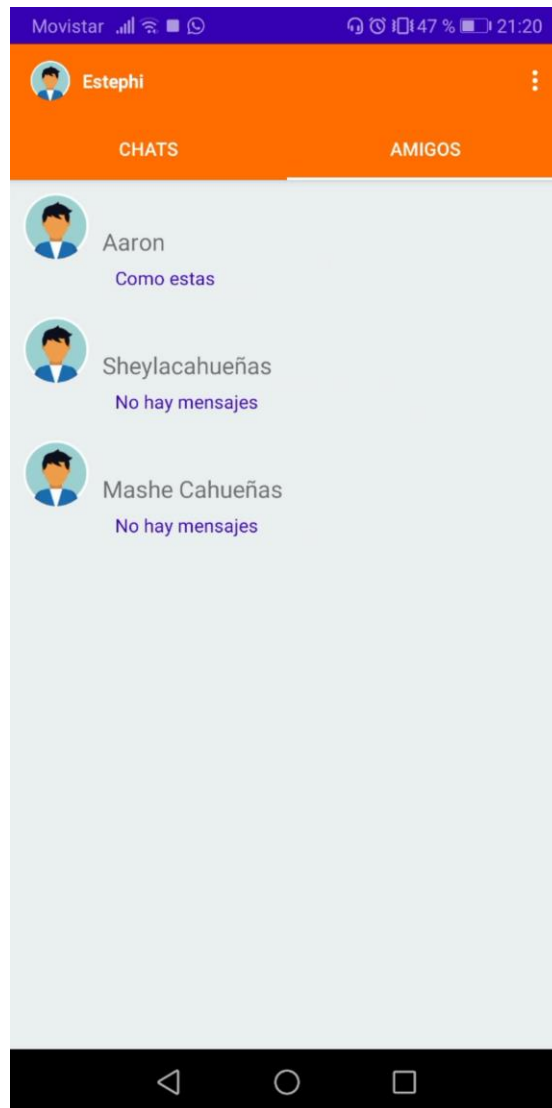 Movistar 47 % 21:20
Estephi
CHATS AMIGOS
Aaron
Como estas
Sheylacahueñas
No hay mensajes
Mashe Cahueñas
No hay mensajes